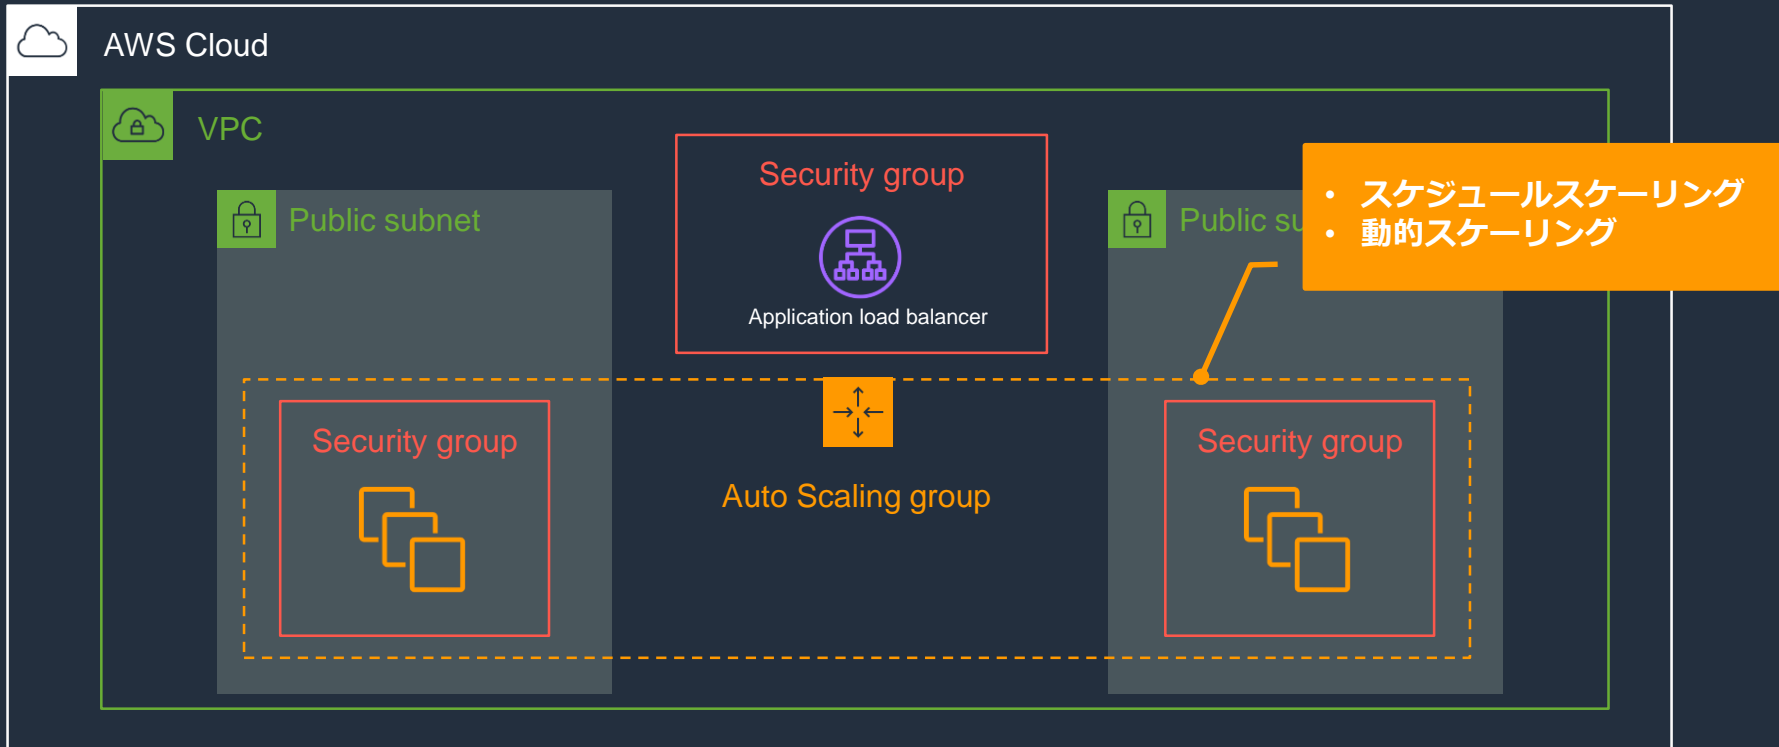 AWS Cloud
VPC
Security group
Public subnet
Application load balancer
Public su
• スケジュールスケーリング
• 動的スケーリング
Security group
Auto Scaling group
Security group